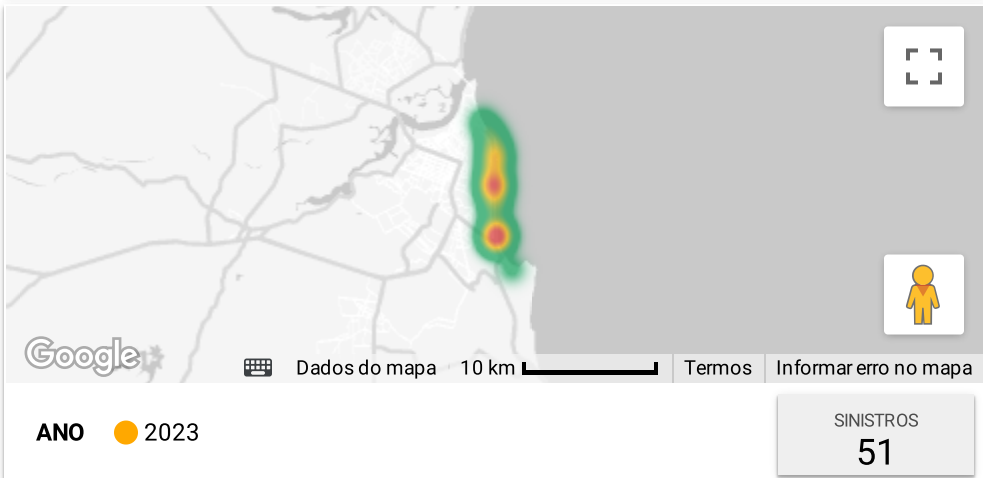 Google
Dados do mapa 10 km Termos Informar erro no mapa
ANO 2023
SINISTROS
51